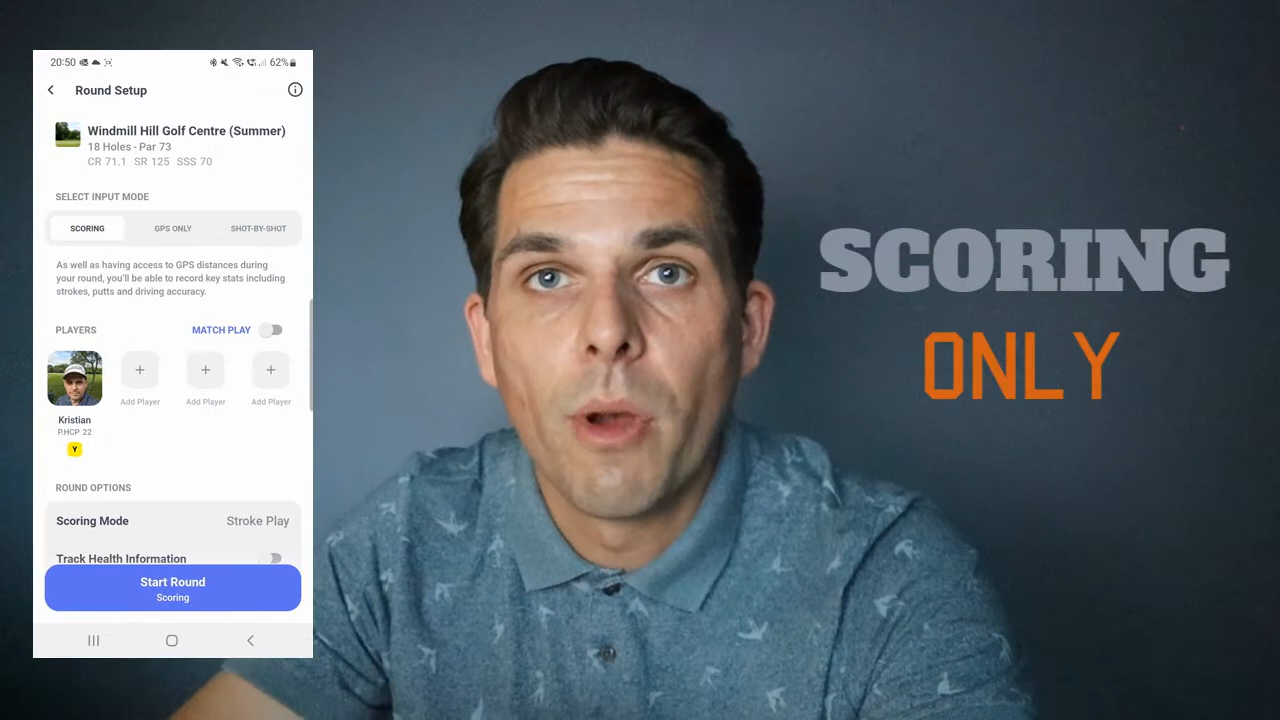 20:50
62%
Round Setup
Windmill Hill Golf Centre (Summer)
18 Holes - Par 73
CR 71.1 SR 125 SSS 70
SELECT INPUT MODE
SCORING GPS ONLY SHOT-BY-SHOT
As well as having access to GPS distances during
your round, you'll be able to record key stats including
strokes, putts and driving accuracy.
PLAYERS MATCH PLAY
Add Player Add Player Add Player
Kristian
P.HCP 22
Y
ROUND OPTIONS
Scoring Mode Stroke Play
Track Health Information
Start Round
Scoring
SCORING
ONLY